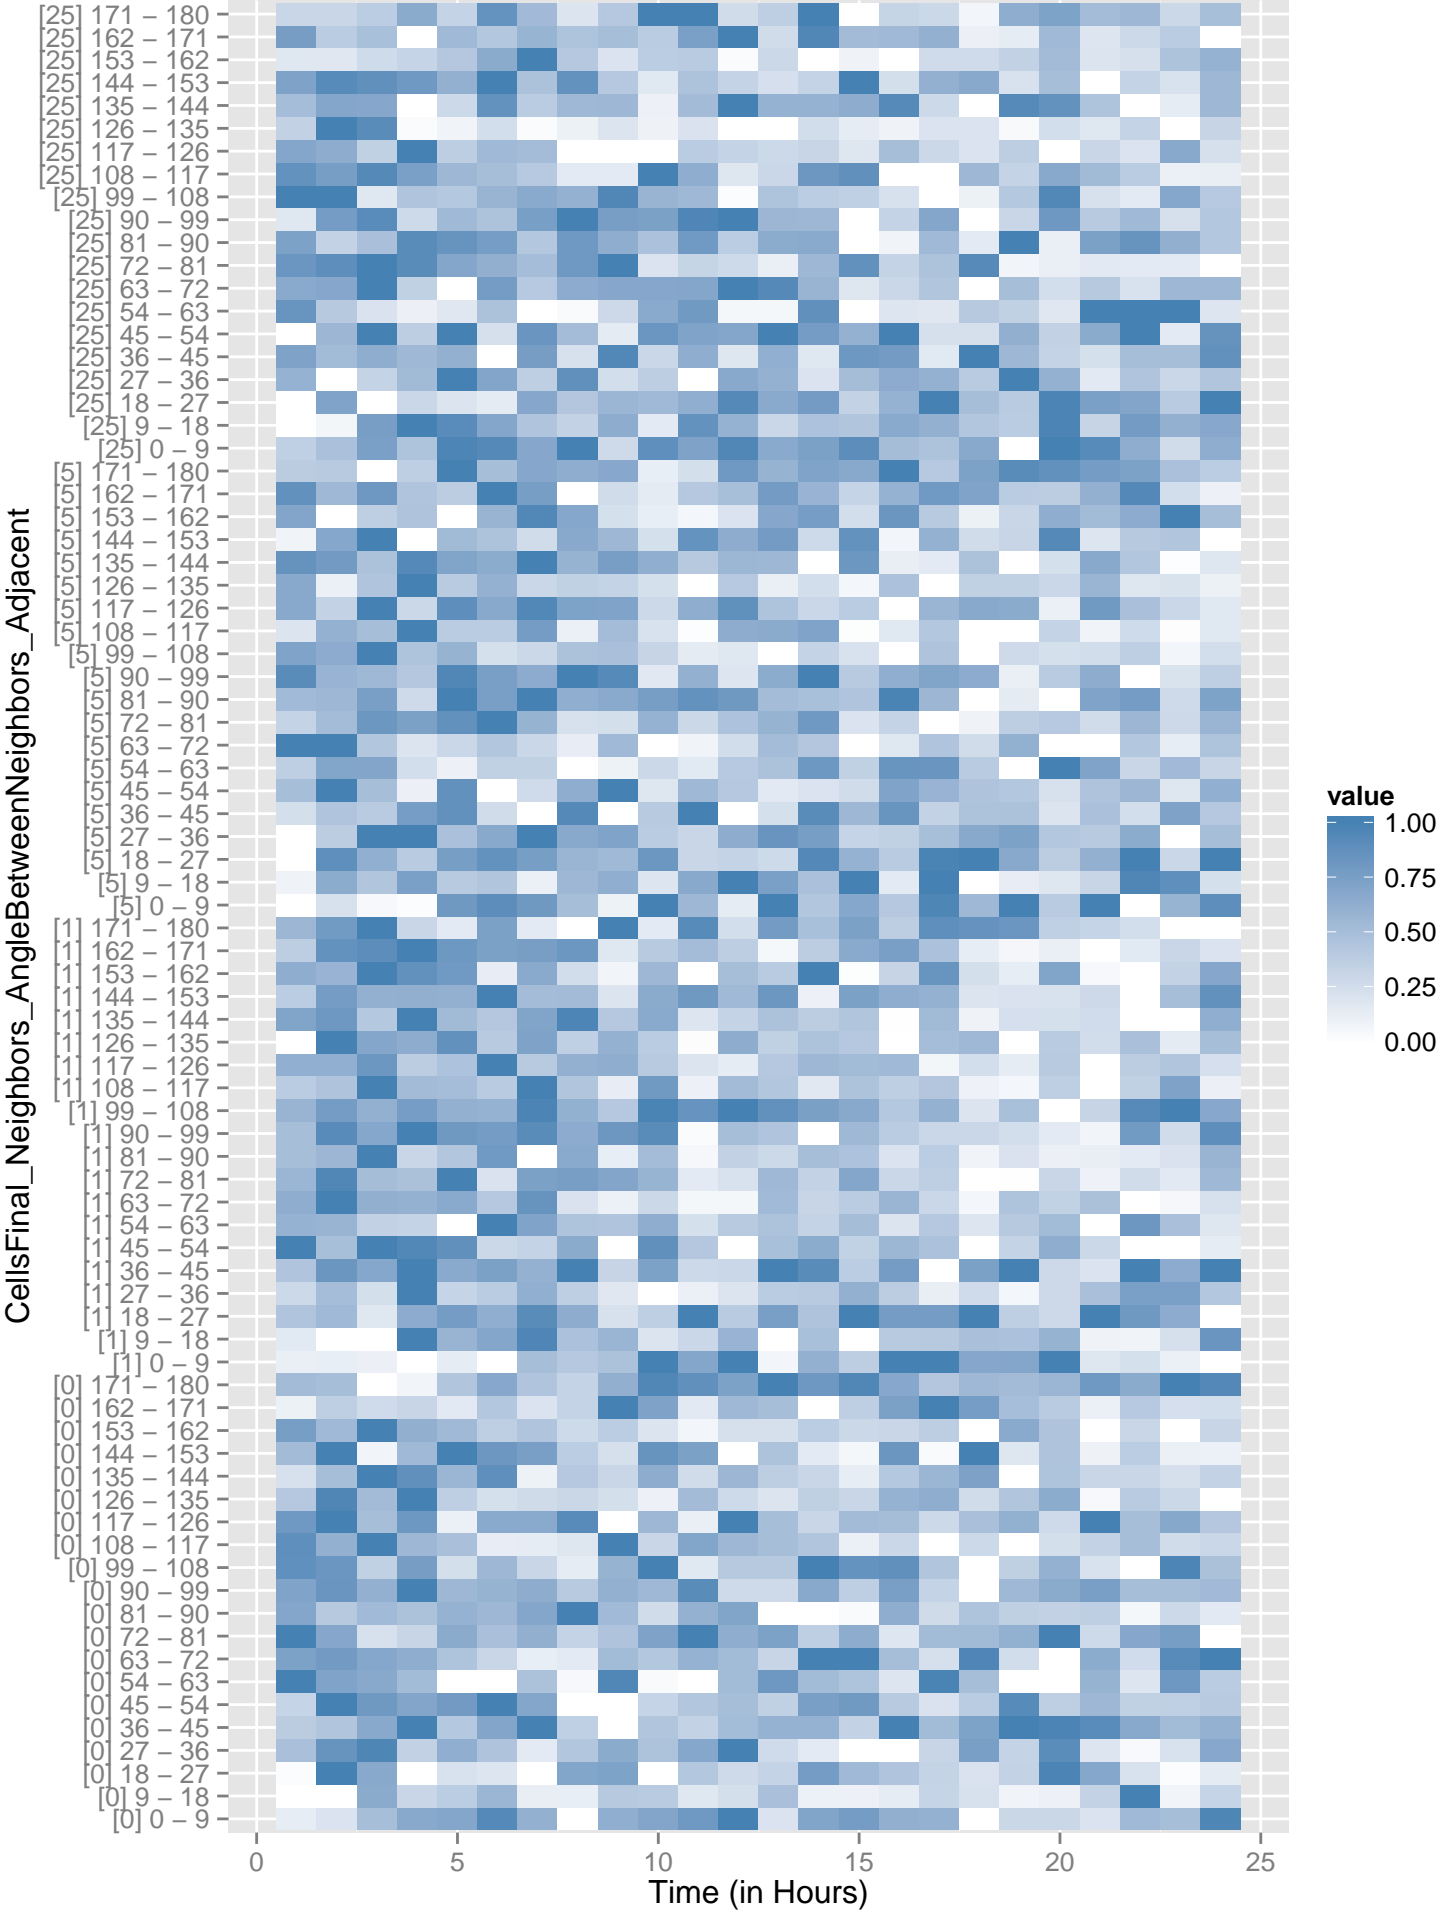 CellsFinal_Neighbors_AngleBetweenNeighbors_Adjacent
[25] 171 – 180
[25] 162 – 171
[25] 153 – 162
[25] 144 – 153
[25] 135 – 144
[25] 126 – 135
[25] 117 – 126
[25] 108 – 117
[25] 99 – 108
[25] 90 – 99
[25] 81 – 90
[25] 72 – 81
[25] 63 – 72
[25] 54 – 63
[25] 45 – 54
[25] 36 – 45
[25] 27 – 36
[25] 18 – 27
[25] 9 – 18
[25] 0 – 9
[5] 171 – 180
[5] 162 – 171
[5] 153 – 162
[5] 144 – 153
[5] 135 – 144
[5] 126 – 135
[5] 117 – 126
[5] 108 – 117
[5] 99 – 108
[5] 90 – 99
[5] 81 – 90
[5] 72 – 81
[5] 63 – 72
[5] 54 – 63
[5] 45 – 54
[5] 36 – 45
[5] 27 – 36
[5] 18 – 27
[5] 9 – 18
[5] 0 – 9
[1] 171 – 180
[1] 162 – 171
[1] 153 – 162
[1] 144 – 153
[1] 135 – 144
[1] 126 – 135
[1] 117 – 126
[1] 108 – 117
[1] 99 – 108
[1] 90 – 99
[1] 81 – 90
[1] 72 – 81
[1] 63 – 72
[1] 54 – 63
[1] 45 – 54
[1] 36 – 45
[1] 27 – 36
[1] 18 – 27
[1] 9 – 18
[1] 0 – 9
[0] 171 – 180
[0] 162 – 171
[0] 153 – 162
[0] 144 – 153
[0] 135 – 144
[0] 126 – 135
[0] 117 – 126
[0] 108 – 117
[0] 99 – 108
[0] 90 – 99
[0] 81 – 90
[0] 72 – 81
[0] 63 – 72
[0] 54 – 63
[0] 45 – 54
[0] 36 – 45
[0] 27 – 36
[0] 18 – 27
[0] 9 – 18
[0] 0 – 9
0 5 10 15 20 25
Time (in Hours)
value
1.00
0.75
0.50
0.25
0.00